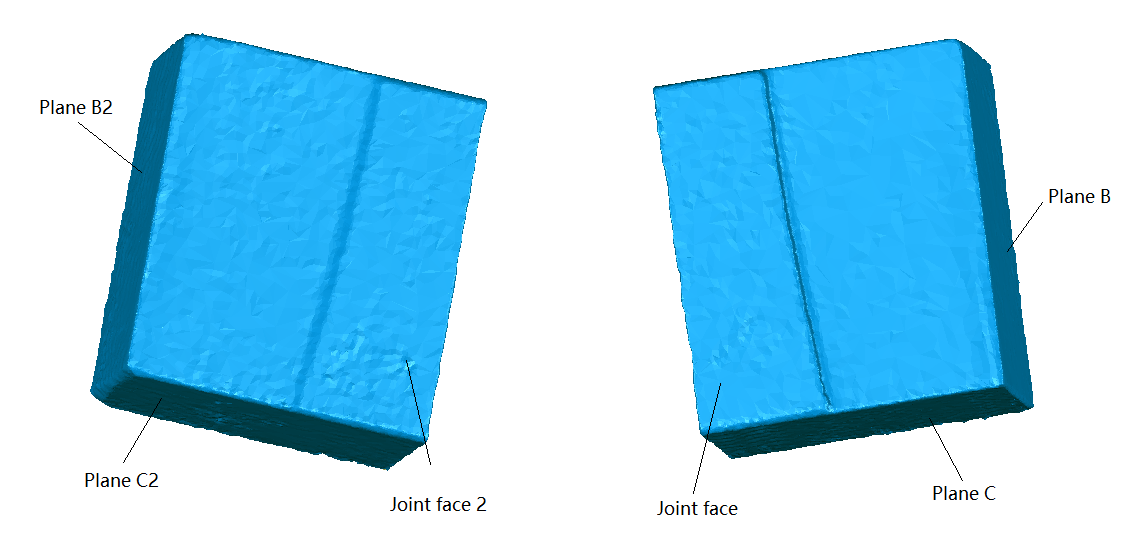 Plane B2
Plane B
Plane C2
Joint face 2
Plane C
Joint face